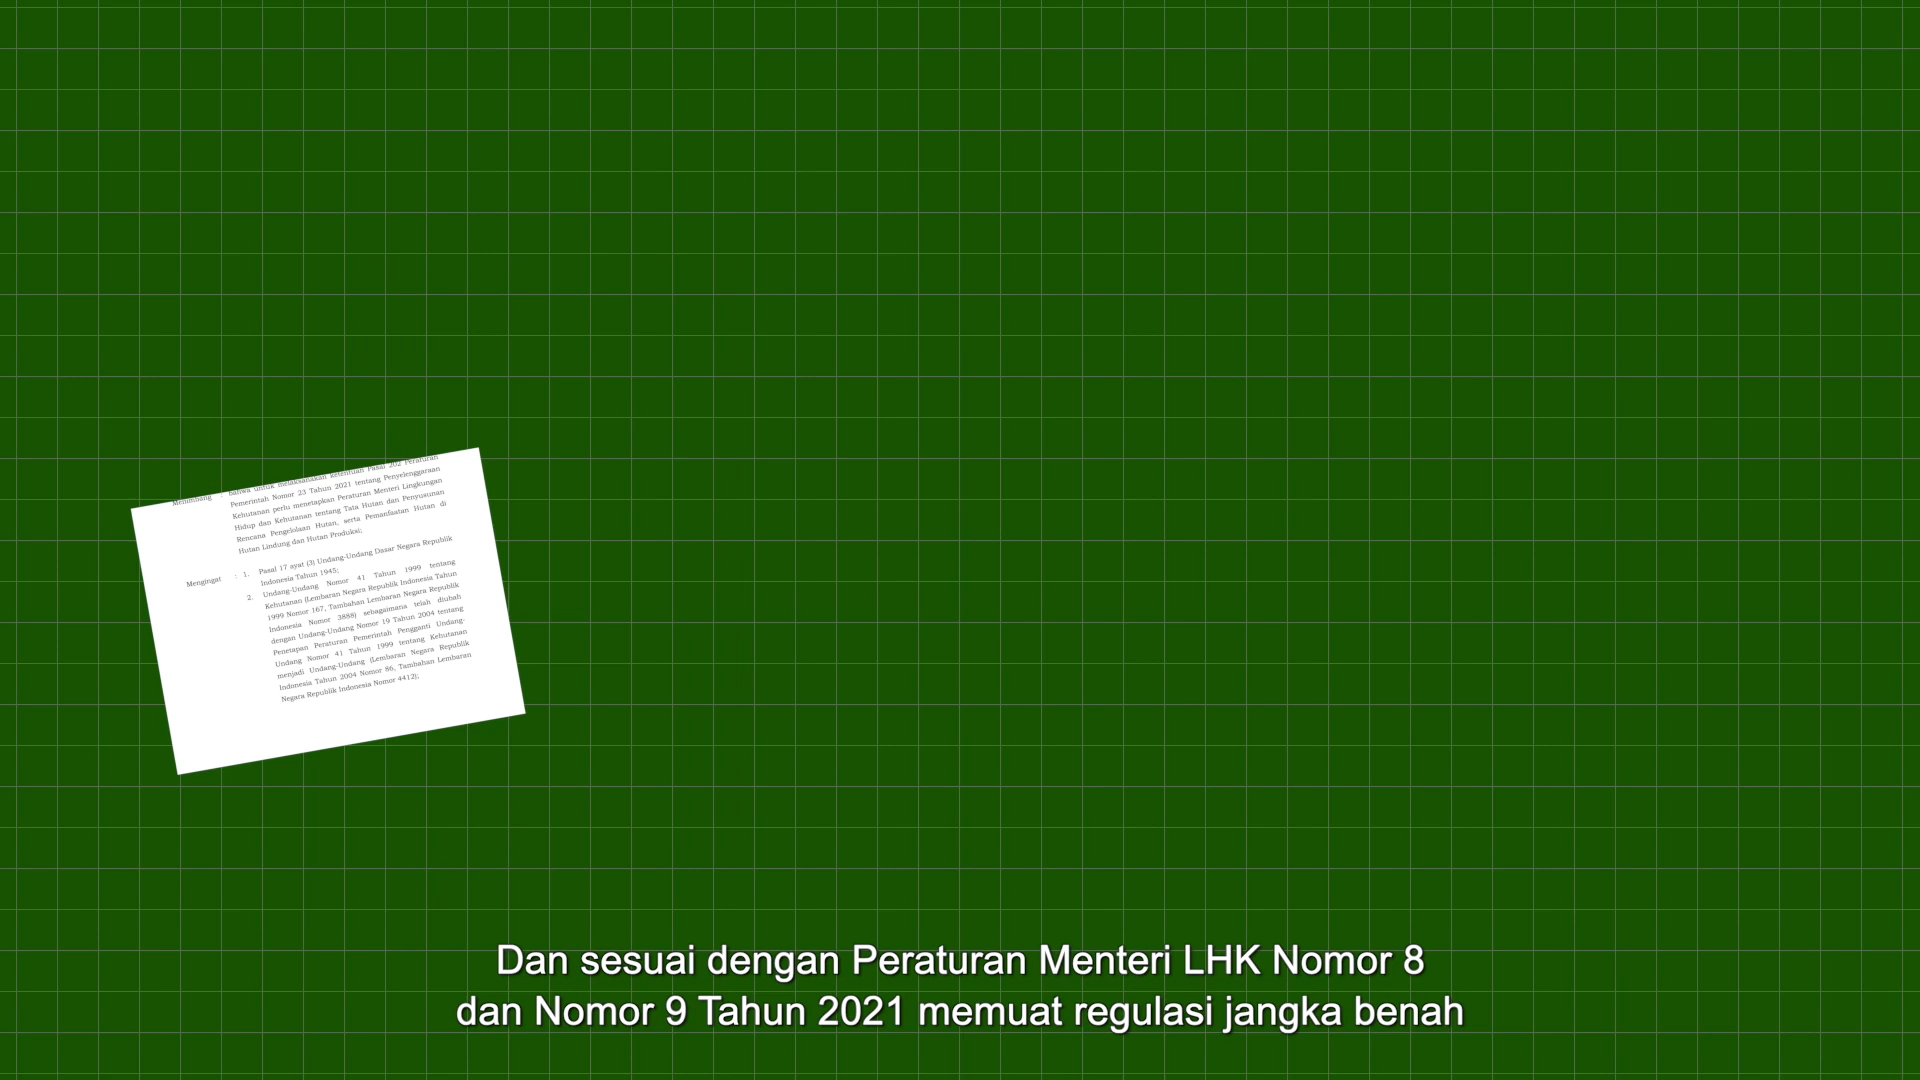 Menimbang : bahwa untuk melaksanakan ketentuan Pasal 202 Peraturan
Pemerintah Nomor 23 Tahun 2021 tentang Penyelenggaraan
Kehutanan perlu menetapkan Peraturan Menteri Lingkungan
Hidup dan Kehutanan tentang Tata Hutan dan Penyusunan
Rencana Pengelolaan Hutan, serta Pemanfaatan Hutan di
Hutan Lindung dan Hutan Produksi;
Mengingat : 1. Pasal 17 ayat (3) Undang-Undang Dasar Negara Republik
Indonesia Tahun 1945;
2. Undang-Undang Nomor 41 Tahun 1999 tentang
Kehutanan (Lembaran Negara Republik Indonesia Tahun
1999 Nomor 167, Tambahan Lembaran Negara Republik
Indonesia Nomor 3888) sebagaimana telah diubah
dengan Undang-Undang Nomor 19 Tahun 2004 tentang
Penetapan Peraturan Pemerintah Pengganti Undang-
Undang Nomor 41 Tahun 1999 tentang Kehutanan
menjadi Undang-Undang (Lembaran Negara Republik
Indonesia Tahun 2004 Nomor 86, Tambahan Lembaran
Negara Republik Indonesia Nomor 4412);
Dan sesuai dengan Peraturan Menteri LHK Nomor 8
dan Nomor 9 Tahun 2021 memuat regulasi jangka benah